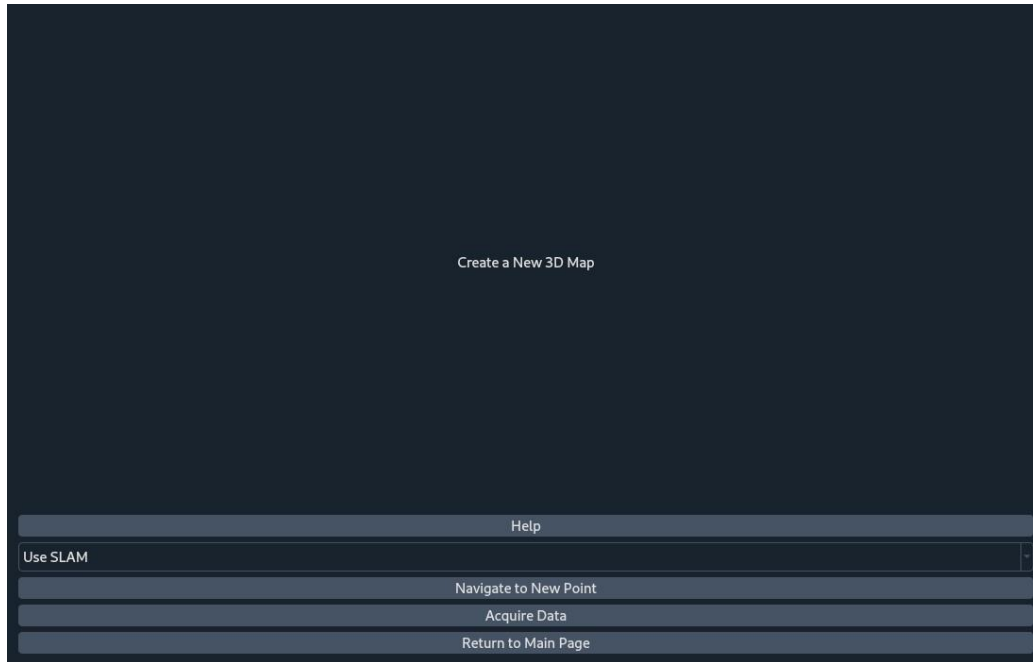 Create a New 3D Map
Help
Use SLAM
Navigate to New Point
Acquire Data
Return to Main Page